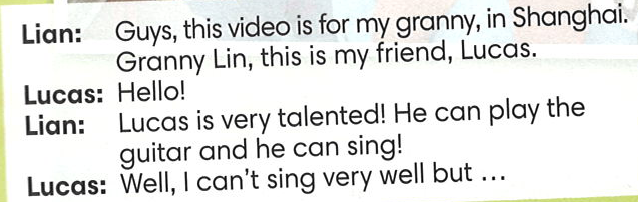 Lian: Guys, this video is for my granny, in Shanghai.
Granny Lin, this is my friend, Lucas.
Lucas: Hello!
Lian: Lucas is very talented! He can play the
guitar and he can sing!
Lucas: Well, I can't sing very well but ...